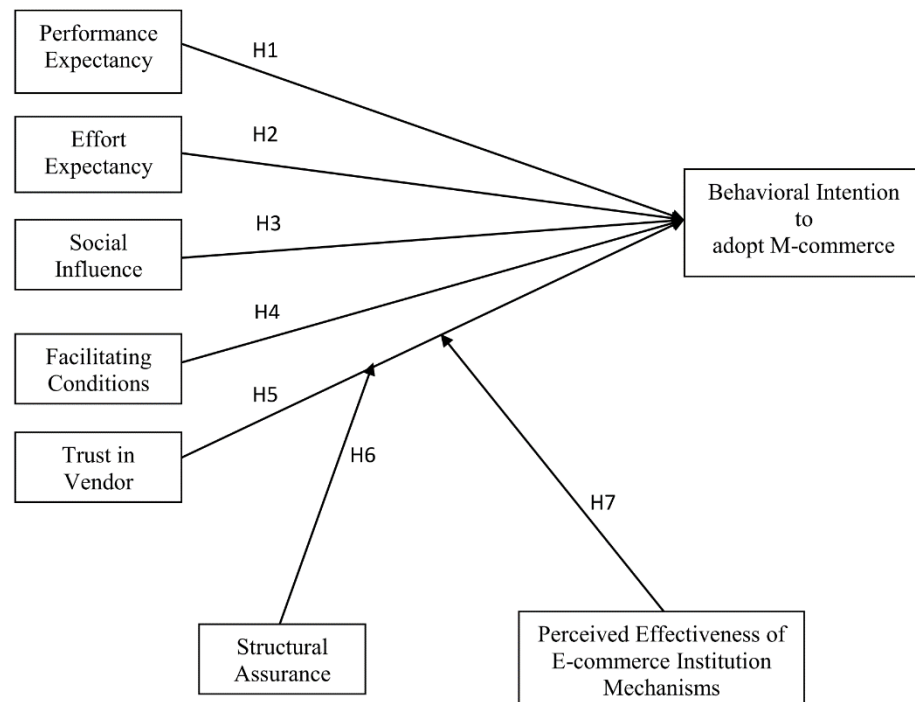 Performance
Expectancy
H1
Effort
Expectancy
H2
Behavioral Intention
to
adopt M-commerce
Social
Influence
H3
H4
Facilitating
Conditions
H5
Trust in
Vendor
H6
H7
Structural
Assurance
Perceived Effectiveness of
E-commerce Institution
Mechanisms